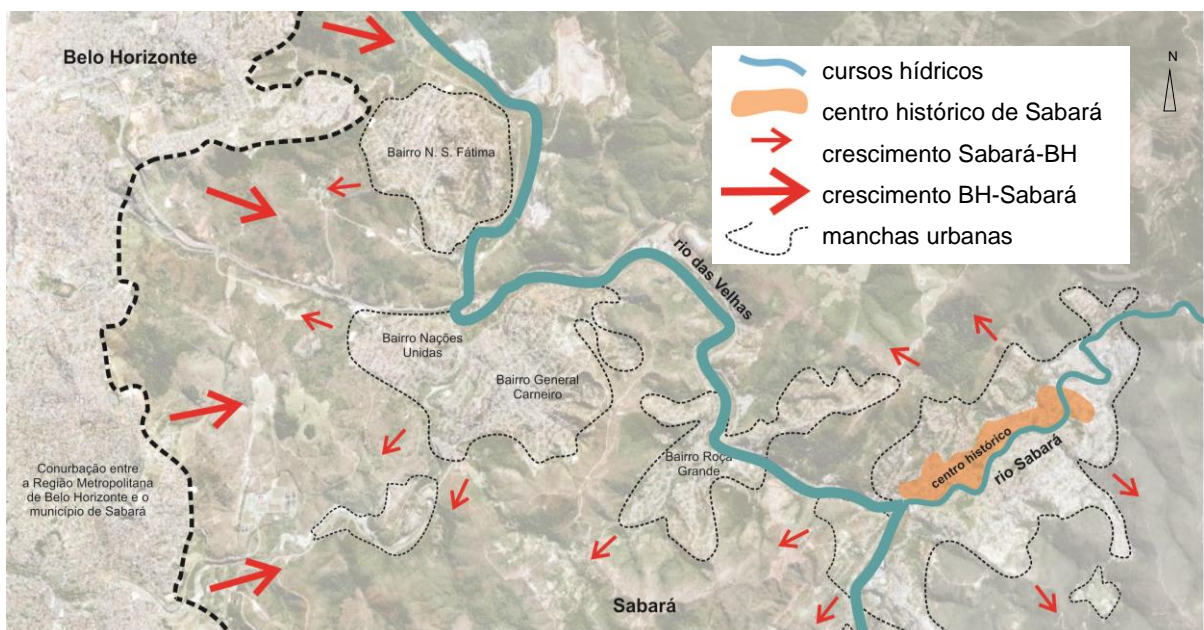 Belo Horizonte
N
cursos hídricos
centro histórico de Sabará
crescimento Sabará-BH
crescimento BH-Sabará
manchas urbanas
Bairro N. S. Fátima
rio das Velhas
Bairro Nações
Unidas
Bairro General
Carneiro
Bairro Roça
Grande
centro histórico
rio Sabará
Conurbação entre
a Região Metropolitana
de Belo Horizonte e o
município de Sabará
Sabará